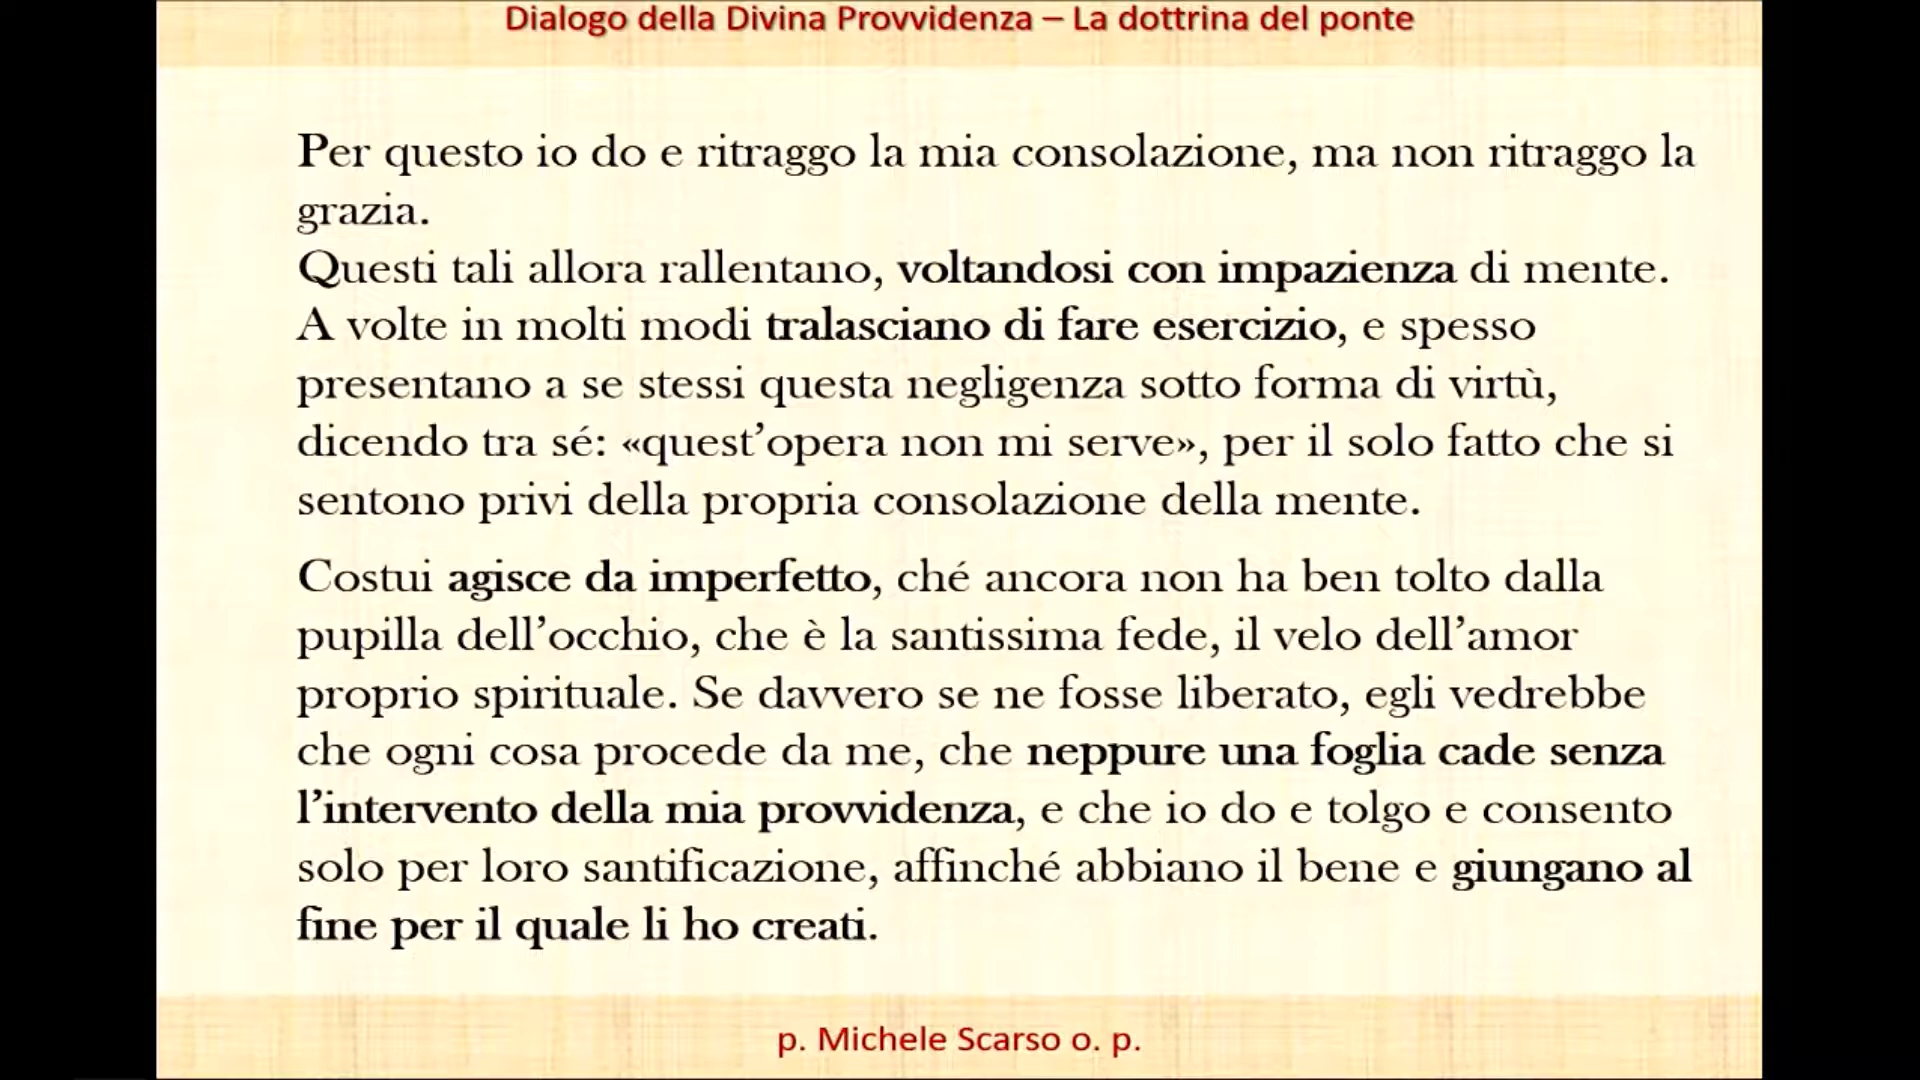 Dialogo della Divina Provvidenza – La dottrina del ponte
Per questo io do e ritraggo la mia consolazione, ma non ritraggo la
grazia.
Questi tali allora rallentano, voltandosi con impazienza di mente.
A volte in molti modi tralasciano di fare esercizio, e spesso
presentano a se stessi questa negligenza sotto forma di virtù,
dicendo tra sé: «quest’opera non mi serve», per il solo fatto che si
sentono privi della propria consolazione della mente.
Costui agisce da imperfetto, ché ancora non ha ben tolto dalla
pupilla dell’occhio, che è la santissima fede, il velo dell’amor
proprio spirituale. Se davvero se ne fosse liberato, egli vedrebbe
che ogni cosa procede da me, che neppure una foglia cade senza
l’intervento della mia provvidenza, e che io do e tolgo e consento
solo per loro santificazione, affinché abbiano il bene e giungano al
fine per il quale li ho creati.
p. Michele Scarso o. p.